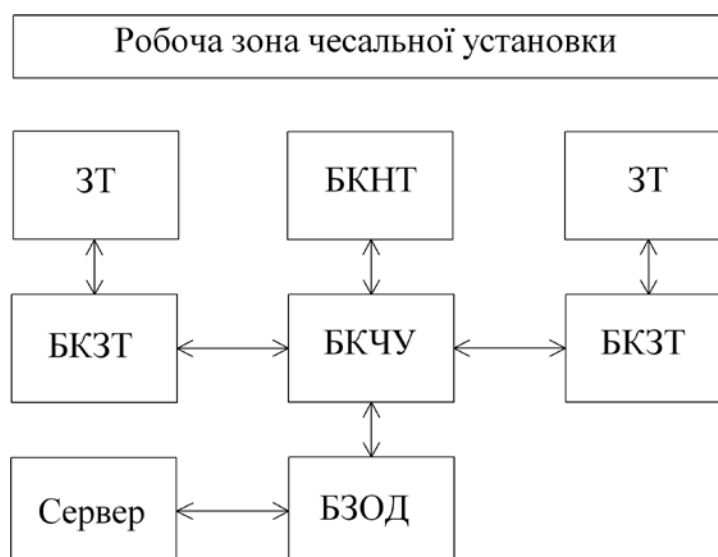 Робоча зона чесальної установки
ЗТ
БКНТ
ЗТ
БКЗТ
БКЧУ
БКЗТ
Сервер
БЗОД